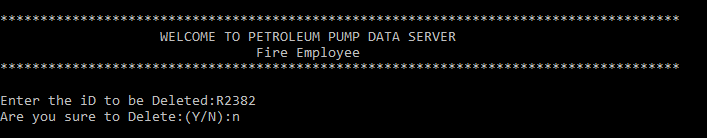 *************************************************************************************
WELCOME TO PETROLEUM PUMP DATA SERVER
Fire Employee
*************************************************************************************
Enter the iD to be Deleted:R2382
Are you sure to Delete:(Y/N):n